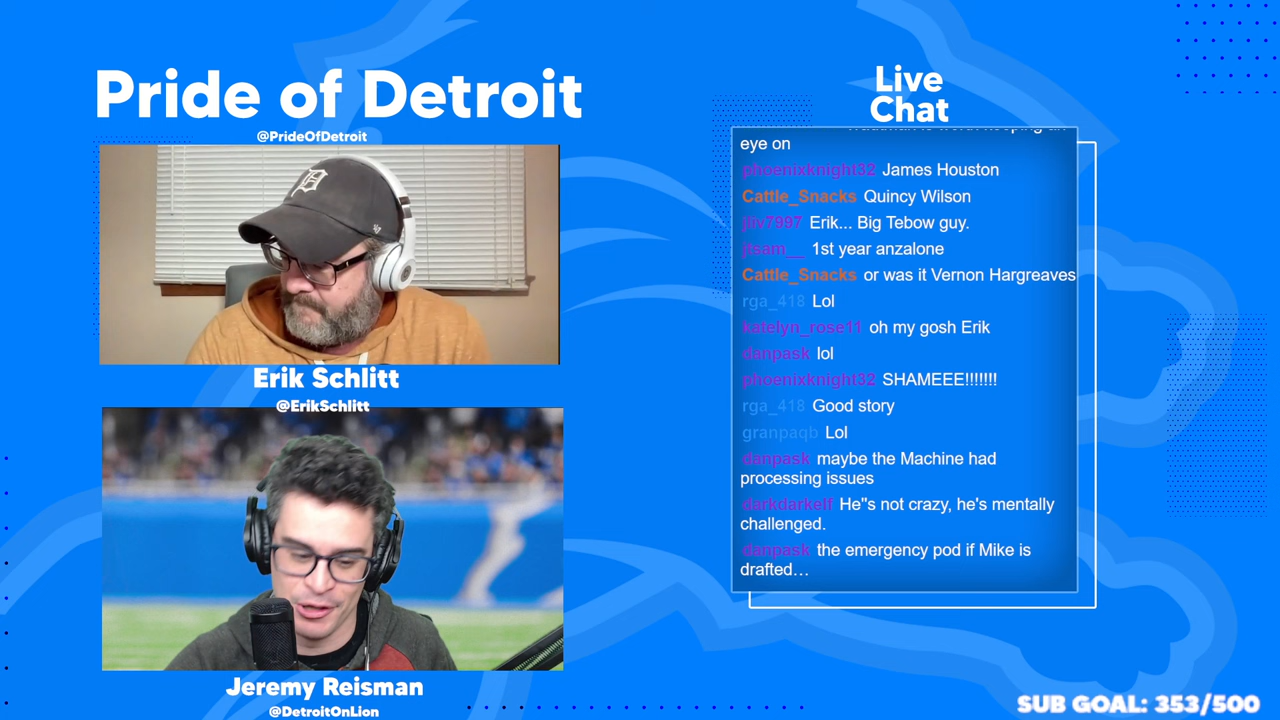 Pride of Detroit
@PrideOfDetroit
Erik Schlitt
@ErikSchlitt
Jeremy Reisman
@DetroitOnLion
Live
Chat
eye on
phoenixknight32 James Houston
Cattle_Snacks Quincy Wilson
jliv7997 Erik... Big Tebow guy.
jtsam__ 1st year anzalone
Cattle_Snacks or was it Vernon Hargreaves
rga_418 Lol
katelyn_rose11 oh my gosh Erik
danpask lol
phoenixknight32 SHAMEEE!!!!!!!
rga_418 Good story
granpaqb Lol
danpask maybe the Machine had
processing issues
darkdarkelf He"s not crazy, he's mentally
challenged.
danpask the emergency pod if Mike is
drafted…
SUB GOAL: 353/500